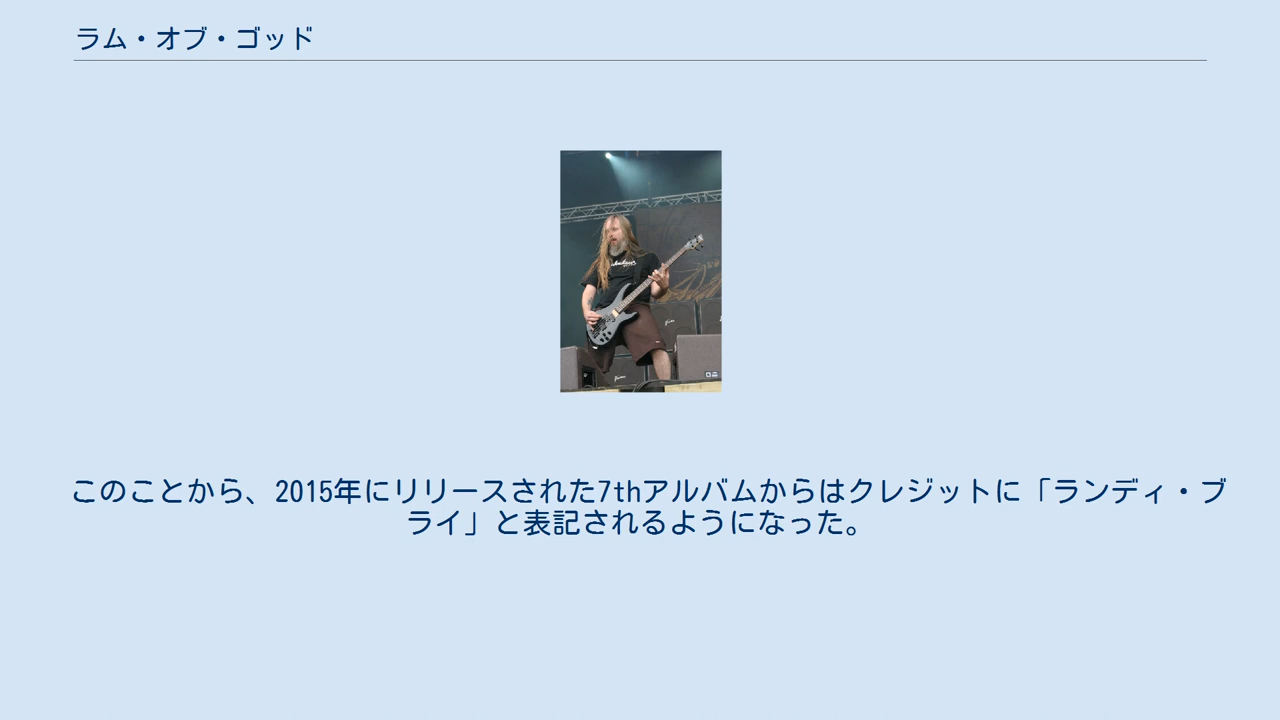 ラム・オブ・ゴッド
このことから、2015年にリリースされた7thアルバムからはクレジットに「ランディ・ブ
ライ」と表記されるようになった。